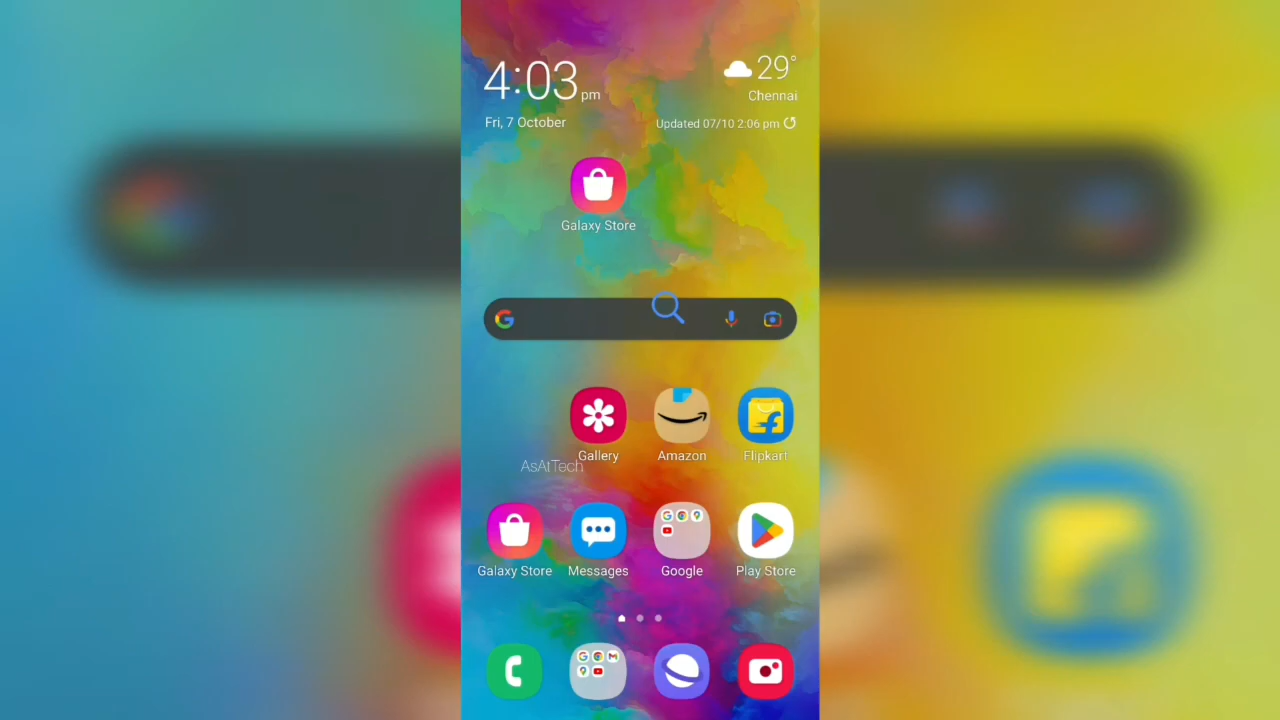 4:03 pm
29°
Chennai
Fri, 7 October
Updated 07/10 2:06 pm
Galaxy Store
Gallery
Amazon
Flipkart
AsAtTech
Galaxy Store
Messages
Google
Play Store